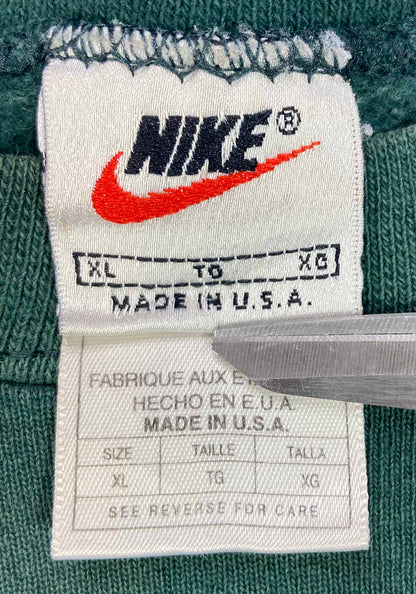 NIKE®
XL TG XG
MADE IN U.S.A.
FABRIQUE AUX
HECHO EN E.U.A.
MADE IN U.S.A.
SIZE TAILLE TALLA
XL TG XG
SEE REVERSE FOR CARE